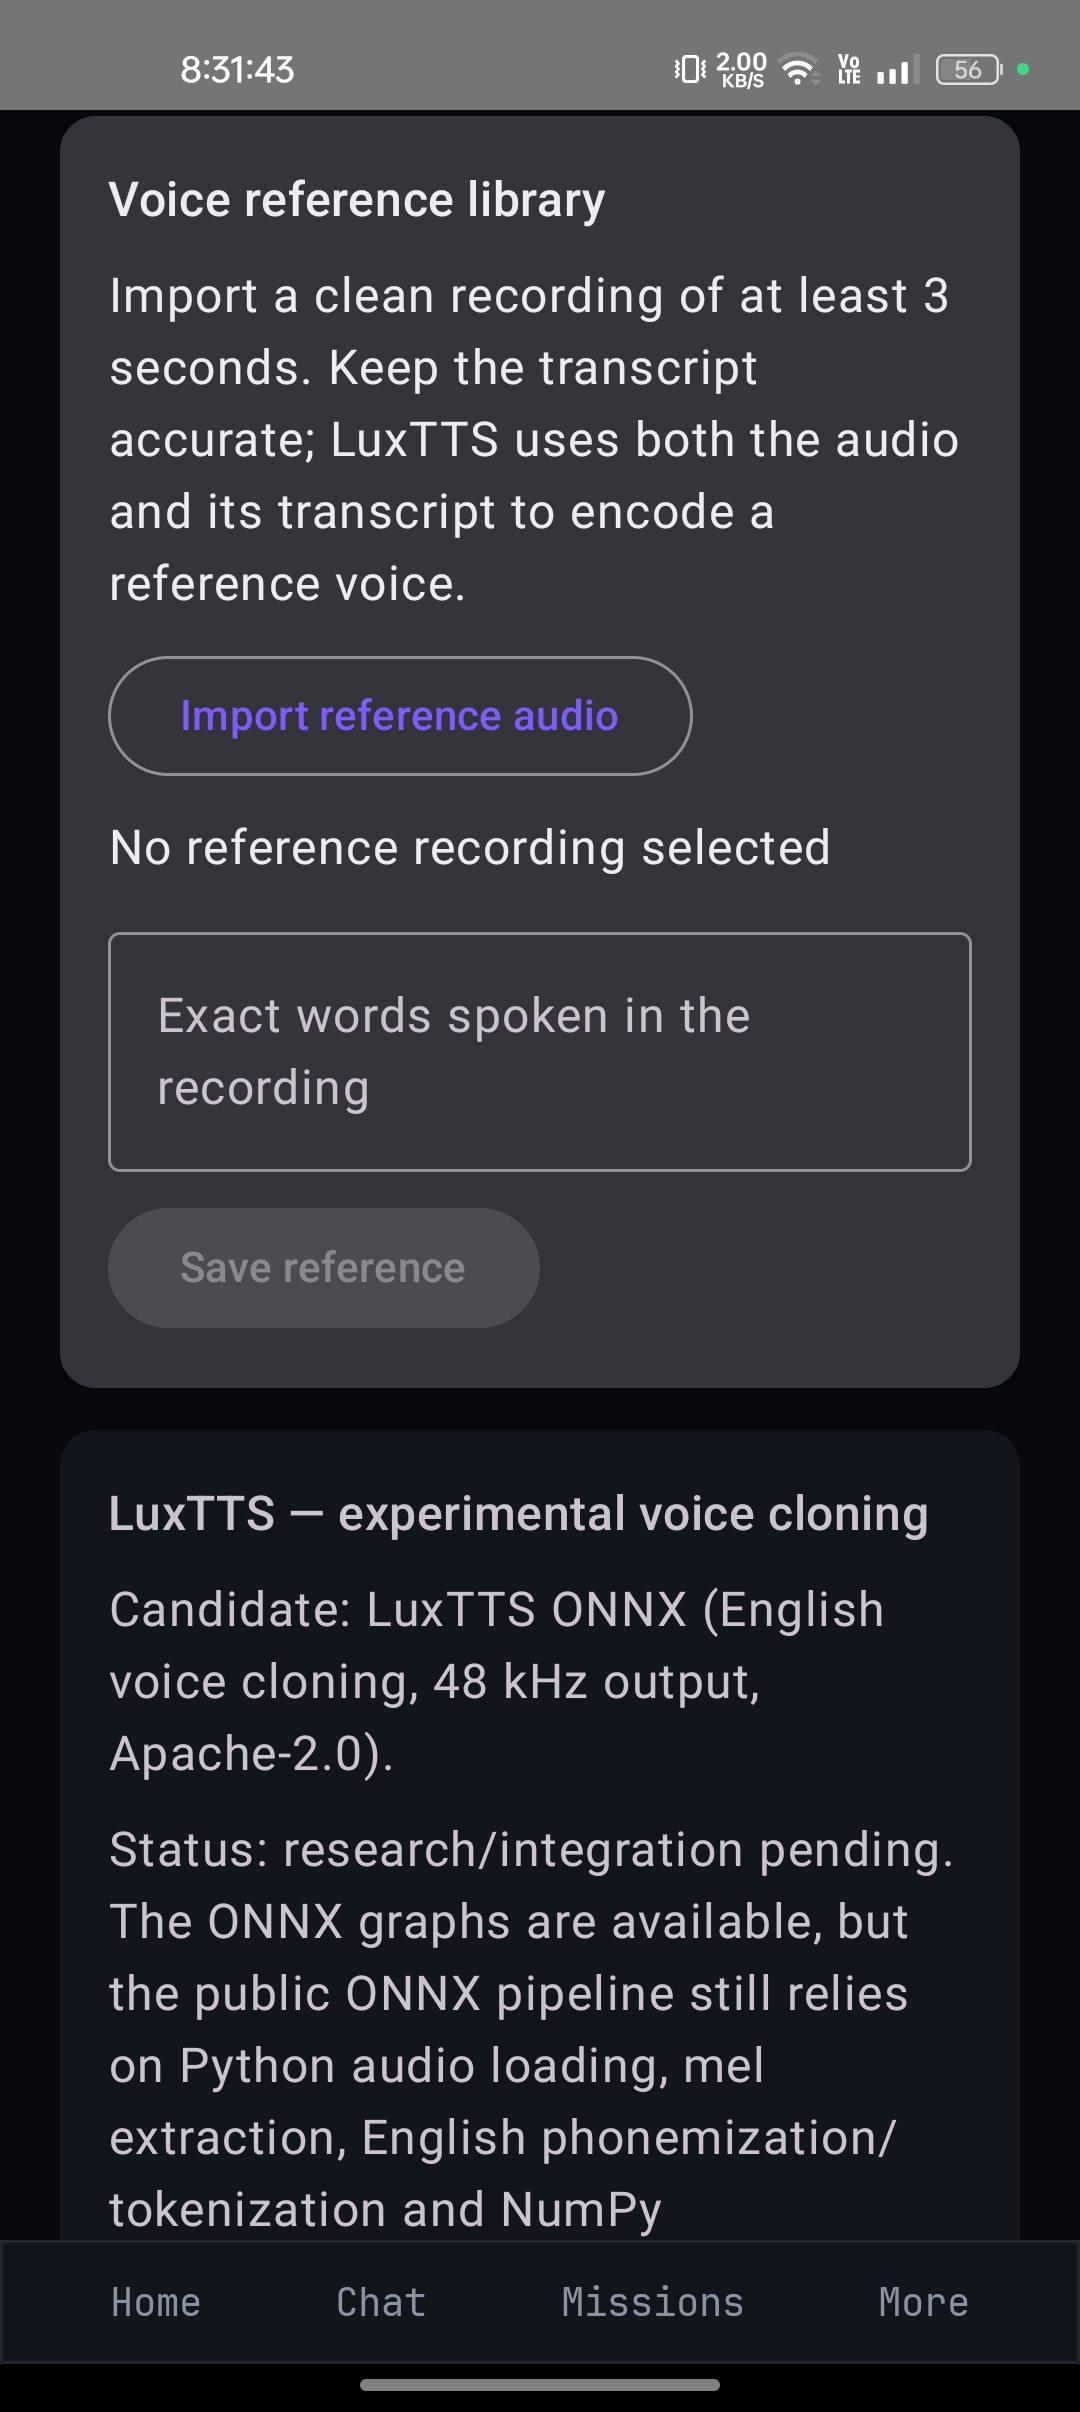 8:31:43
2.00 KB/S
Vo LTE
56
Voice reference library
Import a clean recording of at least 3
seconds. Keep the transcript
accurate; LuxTTS uses both the audio
and its transcript to encode a
reference voice.
Import reference audio
No reference recording selected
Exact words spoken in the
recording
Save reference
LuxTTS — experimental voice cloning
Candidate: LuxTTS ONNX (English
voice cloning, 48 kHz output,
Apache-2.0).
Status: research/integration pending.
The ONNX graphs are available, but
the public ONNX pipeline still relies
on Python audio loading, mel
extraction, English phonemization/
tokenization and NumPy
Home Chat Missions More